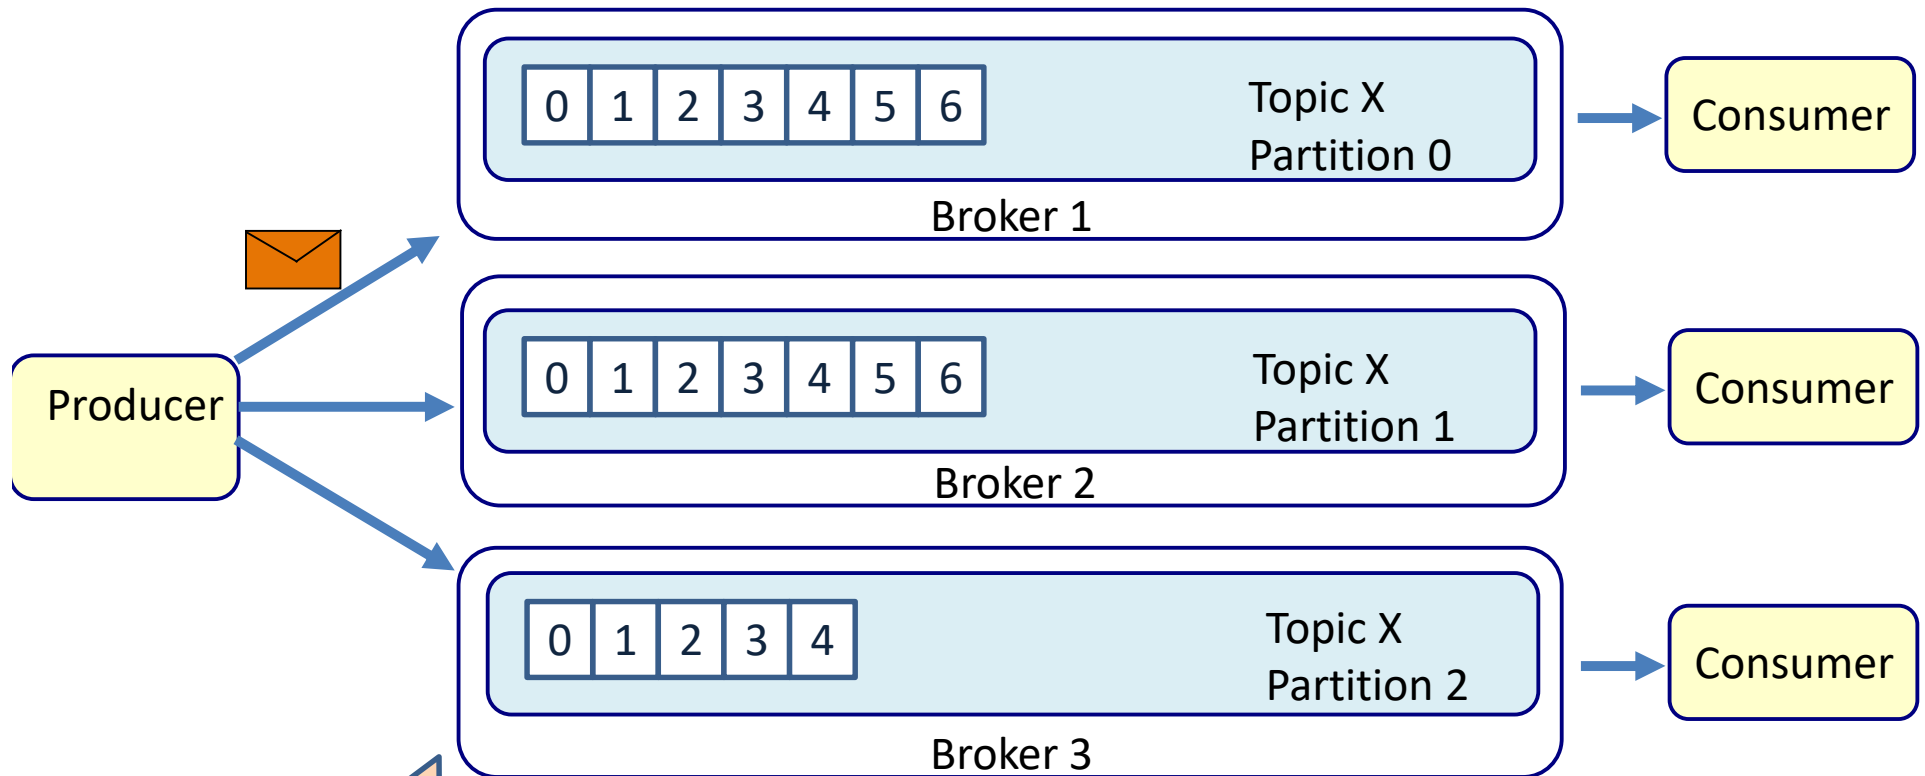 0 1 2 3 4 5 6
Topic X
Partition 0
Consumer
Broker 1
Producer
0 1 2 3 4 5 6
Topic X
Partition 1
Consumer
Broker 2
0 1 2 3 4
Topic X
Partition 2
Consumer
Broker 3